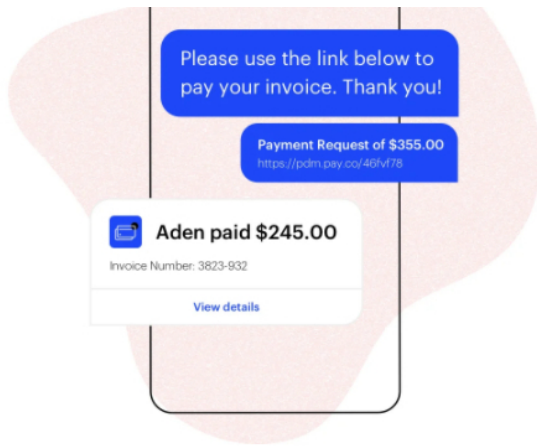 Please use the link below to
pay your invoice. Thank you!
Payment Request of $355.00
https://pdm.pay.co/46fvf78
Aden paid $245.00
Invoice Number: 3823-932
View details